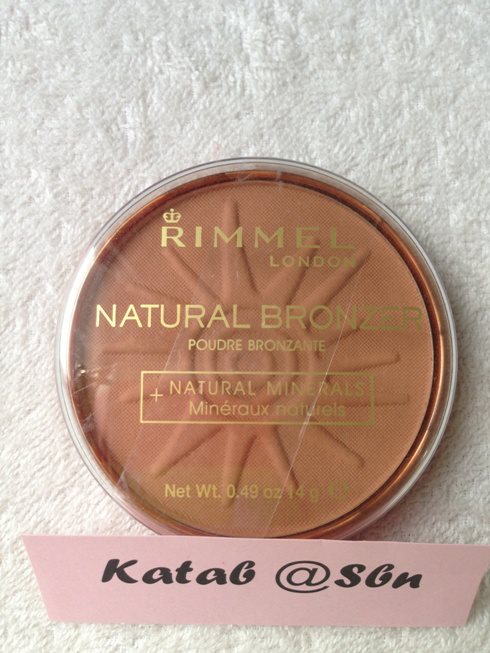 RIMMEL
LONDON
NATURAL BRONZER
POUDRE BRONZANTE
+ NATURAL MINERALS
Minéraux naturels
Net Wt. 0.49 oz 14 g
Katab @Sbn